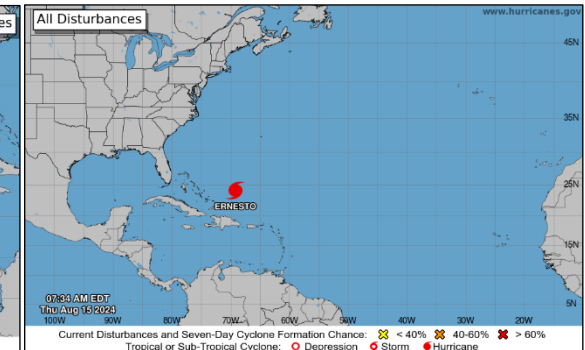 es
All Disturbances
www.hurricanes.gov
45N
35N
25N
ERNESTO
15N
07:34 AM EDT
Thu Aug 15 2024
5N
100W 90W 80W 70W 60W 50W 40W 30W 20W
Current Disturbances and Seven-Day Cyclone Formation Chance: < 40% 40-60% > 60%
Tropical or Sub-Tropical Cyclone: Depression Storm Hurricane